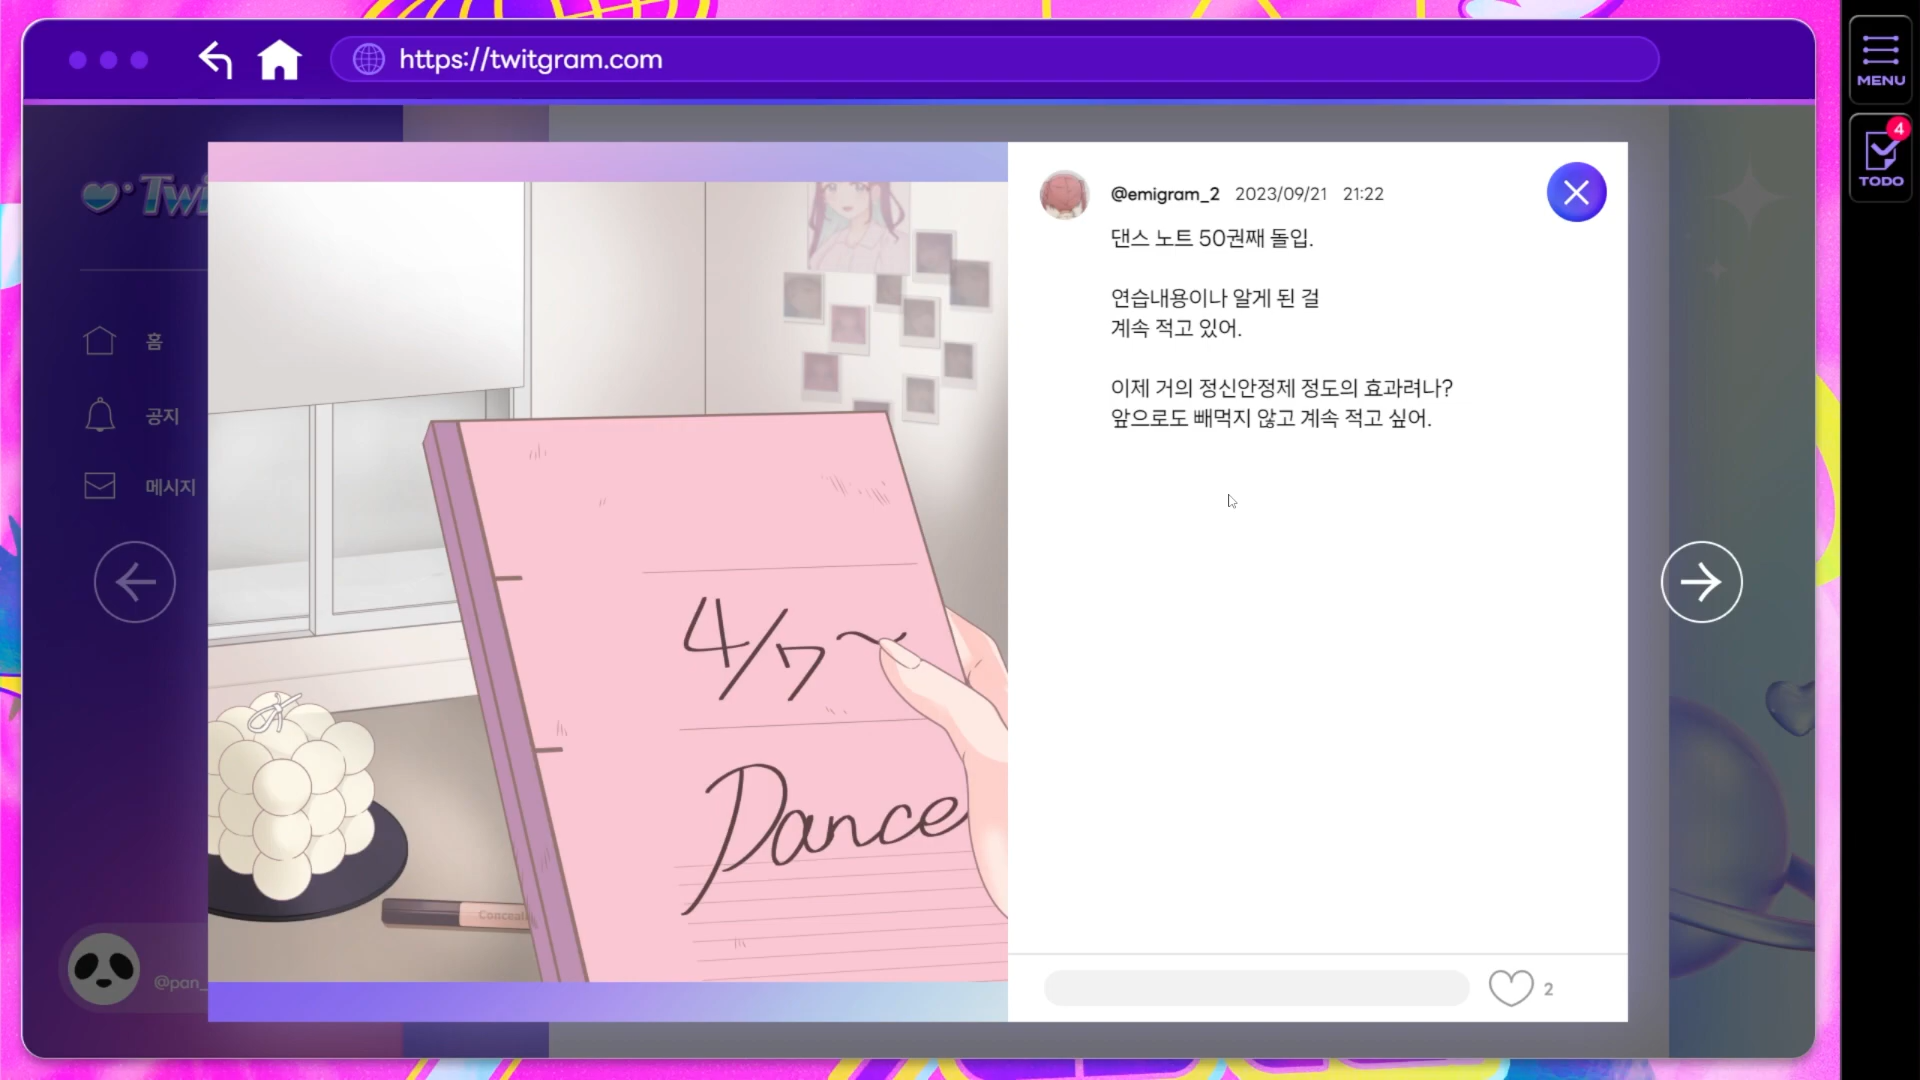 https://twitgram.com
MENU
4
TODO
Twi
홈
공지
메시지
@pan_
4/7~
Dance
Conceal
@emigram_2 2023/09/21 21:22
댄스 노트 50권째 돌입.
연습내용이나 알게 된 걸
계속 적고 있어.
이제 거의 정신안정제 정도의 효과려나?
앞으로도 빼먹지 않고 계속 적고 싶어.
2